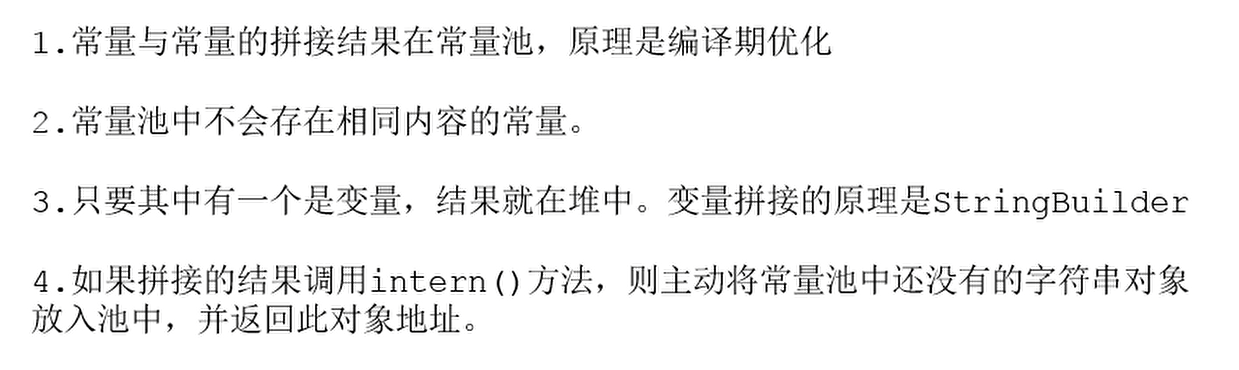 1.常量与常量的拼接结果在常量池，原理是编译期优化
2.常量池中不会存在相同内容的常量。
3.只要其中有一个是变量，结果就在堆中。变量拼接的原理是StringBuilder
4.如果拼接的结果调用intern()方法，则主动将常量池中还没有的字符串对象
放入池中，并返回此对象地址。